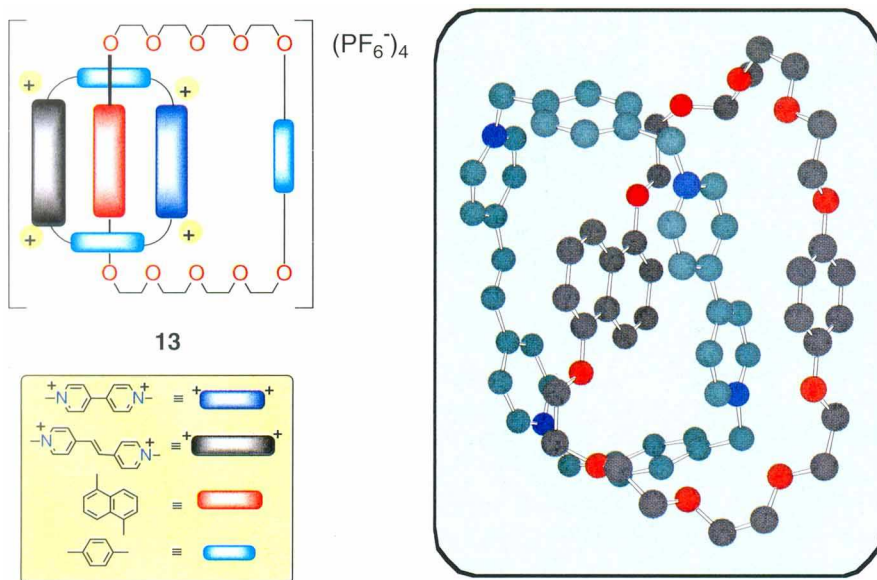 O O O O O
(PF₆⁻)₄
+ +
+ +
O O O O O
13
+ N N + ≡ + +
+ N N + ≡ + +
≡
≡